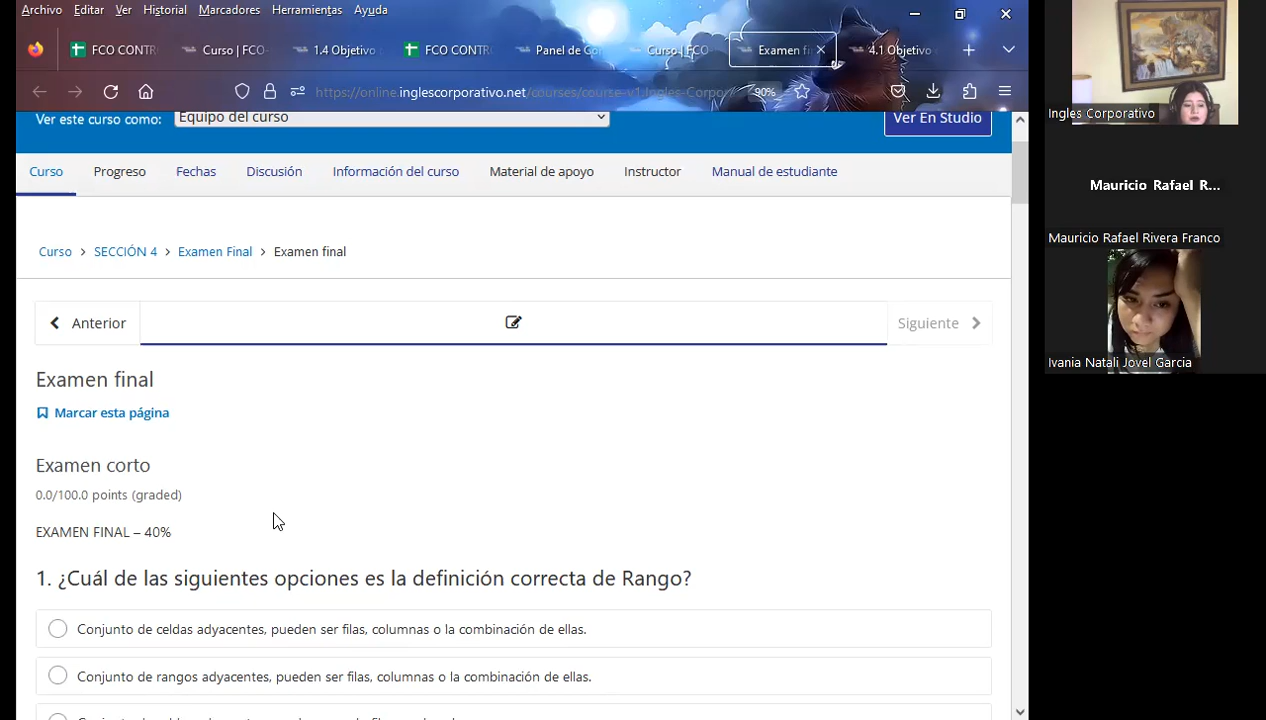 Archivo Editar Ver Historial Marcadores Herramientas Ayuda
FCO CONTR Curso | FCO- 1.4 Objetivo FCO CONTR Panel de Co Curso | FCO Examen fi 4.1 Objetivo
https://online.inglescorporativo.net/courses/course-v1:Ingles-Corpor 90%
Ver este curso como: Equipo del curso Ver En Studio
Curso Progreso Fechas Discusión Información del curso Material de apoyo Instructor Manual de estudiante
Curso > SECCIÓN 4 > Examen Final > Examen final
Anterior Siguiente
Examen final
Marcar esta página
Examen corto
0.0/100.0 points (graded)
EXAMEN FINAL – 40%
1. ¿Cuál de las siguientes opciones es la definición correcta de Rango?
Conjunto de celdas adyacentes, pueden ser filas, columnas o la combinación de ellas.
Conjunto de rangos adyacentes, pueden ser filas, columnas o la combinación de ellas.
Ingles Corporativo
Mauricio Rafael R...
Mauricio Rafael Rivera Franco
Ivania Natali Jovel Garcia